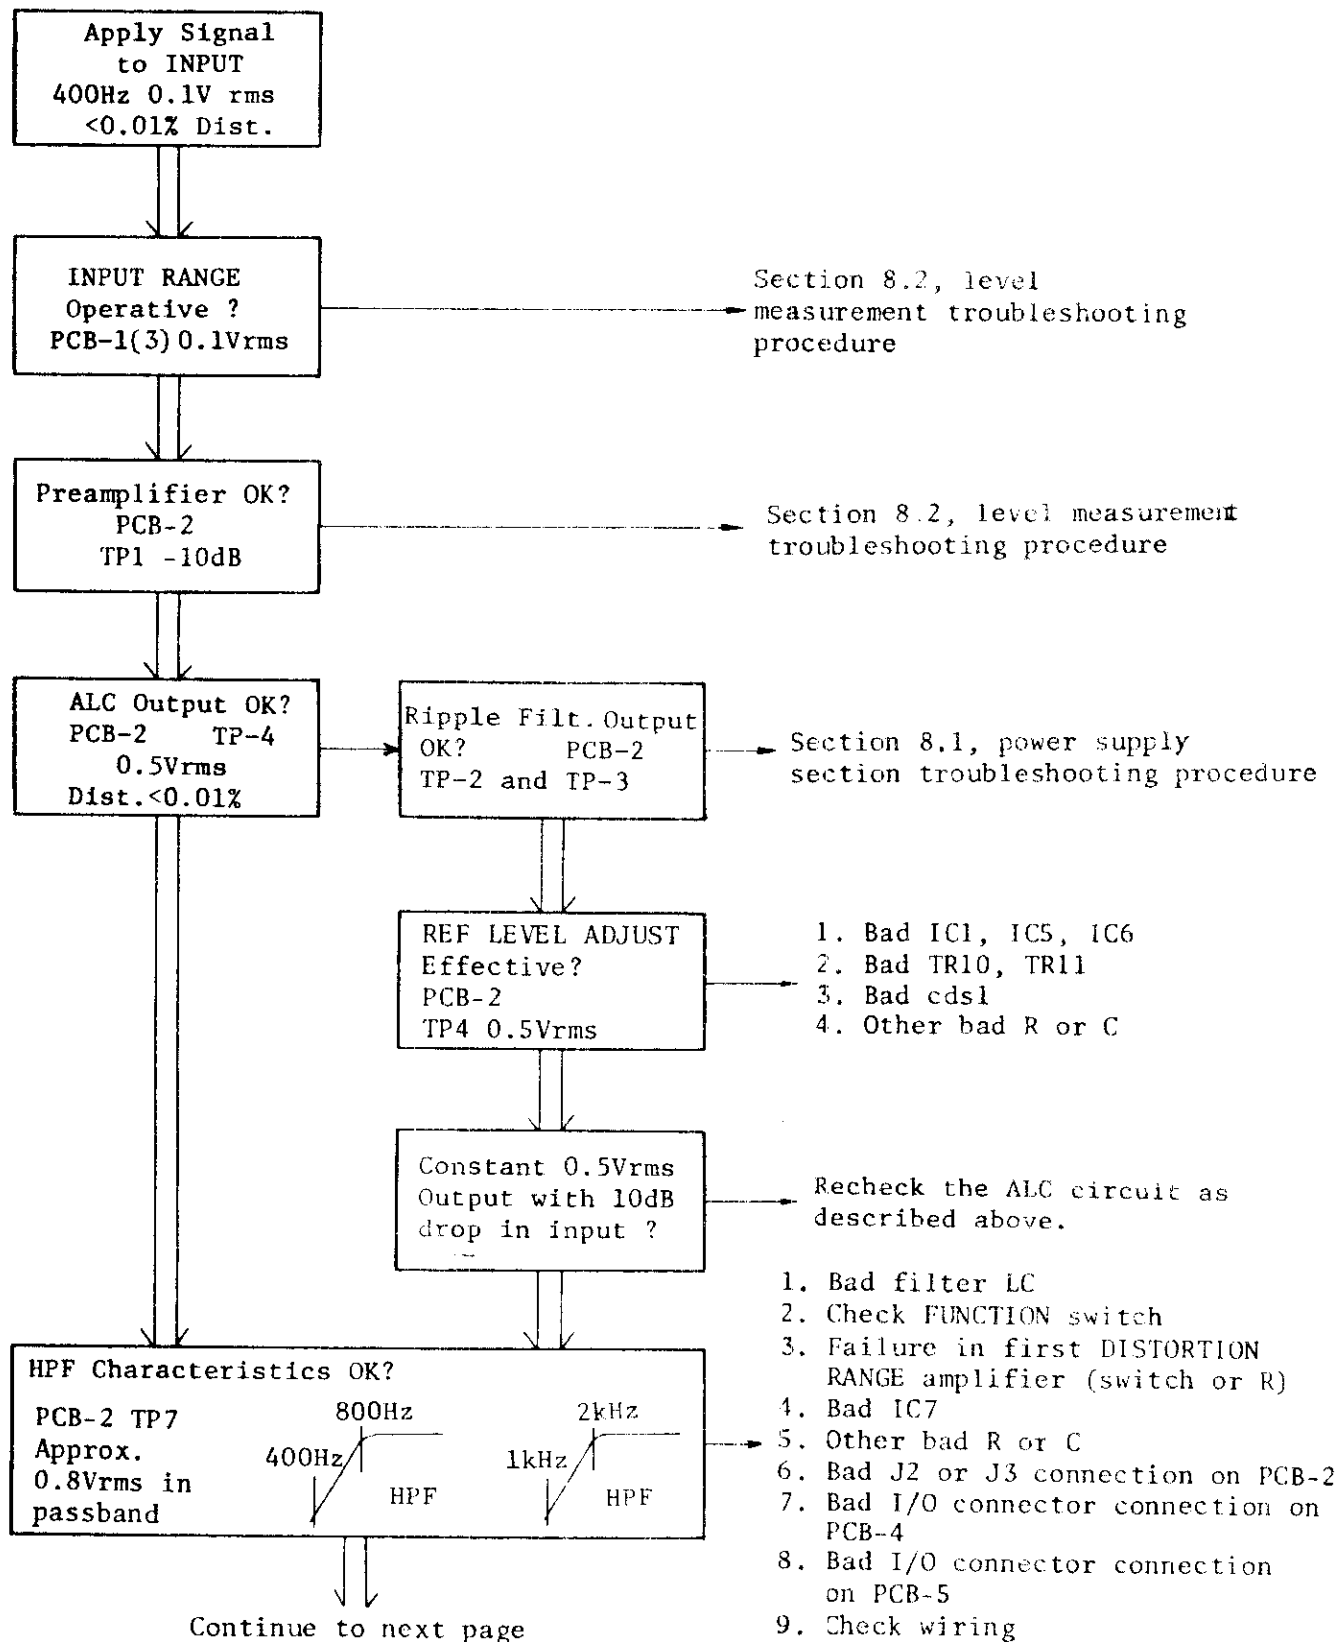 Apply Signal
to INPUT
400Hz 0.1V rms
<0.01% Dist.
INPUT RANGE
Operative ?
PCB-1(3) 0.1Vrms
Section 8.2, level
measurement troubleshooting
procedure
Preamplifier OK?
PCB-2
TP1 -10dB
Section 8.2, level measurement
troubleshooting procedure
ALC Output OK?
PCB-2 TP-4
0.5Vrms
Dist.<0.01%
Ripple Filt. Output
OK? PCB-2
TP-2 and TP-3
Section 8.1, power supply
section troubleshooting procedure
REF LEVEL ADJUST
Effective?
PCB-2
TP4 0.5Vrms
1. Bad IC1, IC5, IC6
2. Bad TR10, TR11
3. Bad cds1
4. Other bad R or C
Constant 0.5Vrms
Output with 10dB
drop in input ?
Recheck the ALC circuit as
described above.
HPF Characteristics OK?
PCB-2 TP7
Approx.
0.8Vrms in
passband
800Hz
400Hz
HPF
2kHz
1kHz
HPF
1. Bad filter LC
2. Check FUNCTION switch
3. Failure in first DISTORTION
RANGE amplifier (switch or R)
4. Bad IC7
5. Other bad R or C
6. Bad J2 or J3 connection on PCB-2
7. Bad I/O connector connection on
PCB-4
8. Bad I/O connector connection
on PCB-5
9. Check wiring
Continue to next page